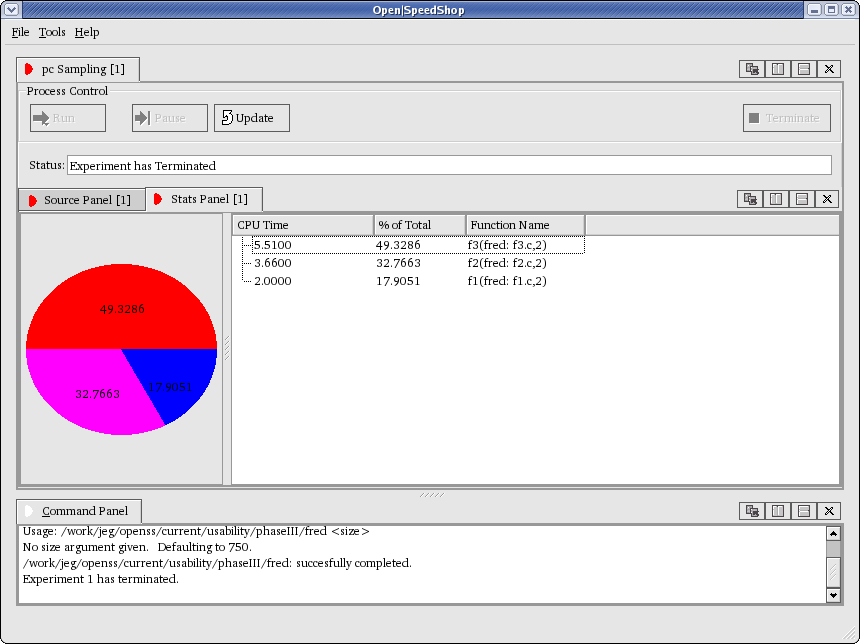 Open|SpeedShop
File Tools Help
pc Sampling [1]
Process Control
Run Pause Update Terminate
Status: Experiment has Terminated
Source Panel [1] Stats Panel [1]
CPU Time % of Total Function Name
5.5100 49.3286 f3(fred: f3.c,2)
3.6600 32.7663 f2(fred: f2.c,2)
2.0000 17.9051 f1(fred: f1.c,2)
49.3286
17.9051
32.7663
Command Panel
Usage: /work/jeg/openss/current/usability/phaseIII/fred <size>
No size argument given. Defaulting to 750.
/work/jeg/openss/current/usability/phaseIII/fred: succesfully completed.
Experiment 1 has terminated.